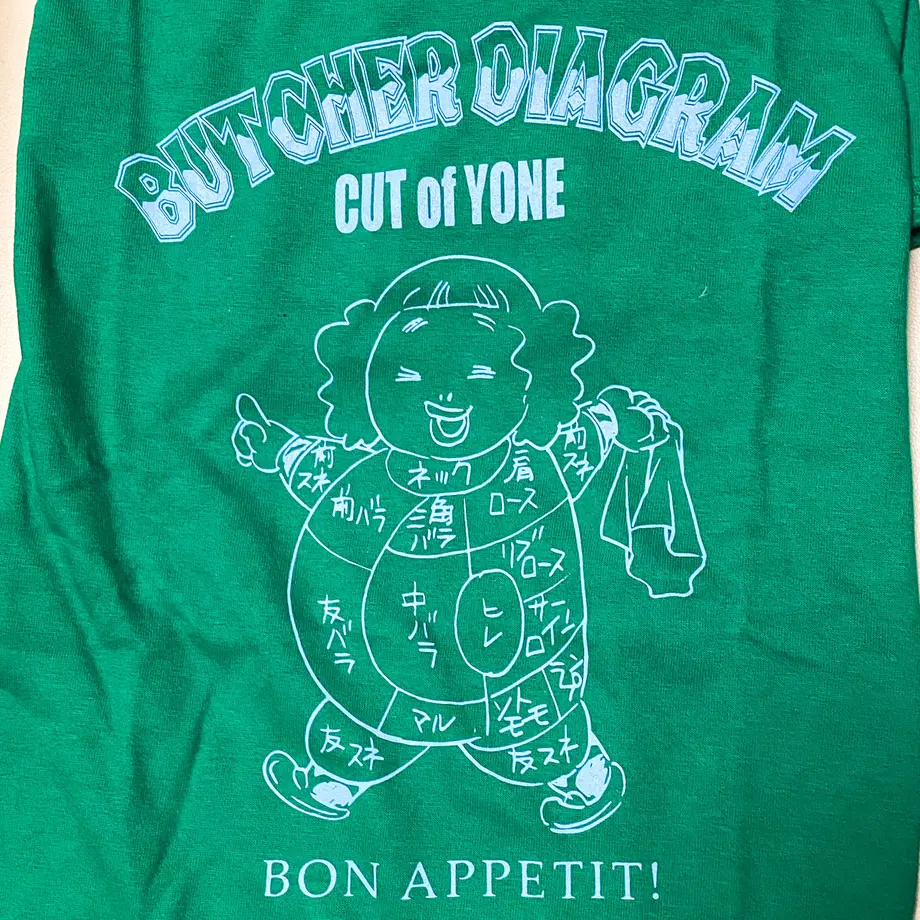 BUTCHER DIAGRAM
CUT of YONE
前
スネ
前
スネ
ネック
肩
ロース
前バラ
三角
バラ
リブ
ロース
友バラ
中バラ
ヒレ
サー
ロイン
ランプ
マル
ソト
モモ
友スネ
友スネ
BON APPETIT!